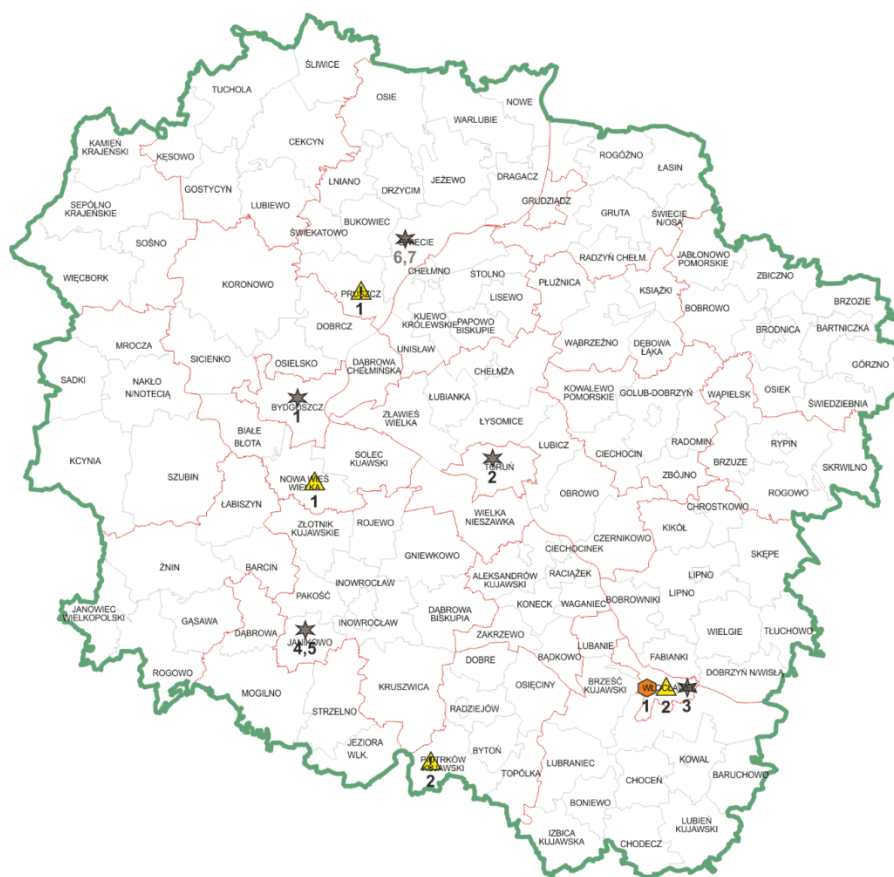 ŚLIWICE
TUCHOLA
OSIE
NOWE
WARLUBIE
KAMIEŃ
KRAJEŃSKI
CEKCYN
KĘSOWO
ROGÓŹNO
ŁASIN
LNIANO
JEŻEWO
DRAGACZ
DRZYCIM
GOSTYCYN
GRUDZIĄDZ
LUBIEWO
SEPÓLNO
KRAJEŃSKIE
GRUTA
ŚWIECIE
N/OSĄ
BUKOWIEC
ŚWIEKATOWO
SOŚNO
6,7
JABŁONOWO
POMORSKIE
RADZYŃ CHEŁM.
CHEŁMNO
STOLNO
WIĘCBORK
KORONOWO
PŁUŻNICA
ZBICZNO
KSIĄŻKI
PRUSZCZ
LISEWO
1
BOBROWO
BRZOZIE
KIJEWO
KRÓLEWSKIE
PAPOWO
BISKUPIE
DOBRCZ
BRODNICA
BARTNICZKA
MROCZA
SICIENKO
WĄBRZEŹNO
DĘBOWA
ŁĄKA
UNISŁAW
OSIELSKO
DĄBROWA
CHEŁMIŃSKA
GÓRZNO
CHEŁMŻA
SADKI
NAKŁO
N/NOTECIĄ
KOWALEWO
POMORSKIE
GOLUB-DOBRZYŃ
WĄPIELSK
OSIEK
ŁUBIANKA
ŚWIEDZIEBNIA
BYDGOSZCZ
1
ZŁAWIEŚ
WIELKA
ŁYSOMICE
BIAŁE
BŁOTA
LUBICZ
RADOMIN
RYPIN
KCYNIA
SOLEC
KUJAWSKI
CIECHOCIN
BRZUZE
TORUŃ
2
SKRWILNO
SZUBIN
NOWA WIEŚ
WIELKA
1
ZBÓJNO
ROGOWO
OBROWO
ŁABISZYN
CHROSTKOWO
WIELKA
NIESZAWKA
ZŁOTNIK
KUJAWSKIE
ROJEWO
KIKÓŁ
CZERNIKOWO
GNIEWKOWO
CIECHOCINEK
SKĘPE
ŻNIN
BARCIN
ALEKSANDRÓW
KUJAWSKI
RACIĄŻEK
LIPNO
INOWROCŁAW
BOBROWNIKI
LIPNO
PAKOŚĆ
KONECK
WAGANIEC
JANOWIEC
WIELKOPOLSKI
GĄSAWA
DĄBROWA
BISKUPIA
INOWROCŁAW
WIELGIE
TŁUCHOWO
DĄBROWA
JANIKOWO
4,5
ZAKRZEWO
LUBANIE
ROGOWO
DOBRE
BĄDKOWO
FABIANKI
DOBRZYŃ N/WISŁĄ
MOGILNO
KRUSZWICA
OSIĘCINY
BRZEŚĆ
KUJAWSKI
1
2
3
STRZELNO
RADZIEJÓW
JEZIORA
WLK.
BYTOŃ
LUBRANIEC
KOWAL
PIOTRKÓW
KUJAWSKI
2
TOPÓLKA
CHOCEŃ
BARUCHOWO
BONIEWO
LUBIEŃ
KUJAWSKI
IZBICA
KUJAWSKA
CHODECZ